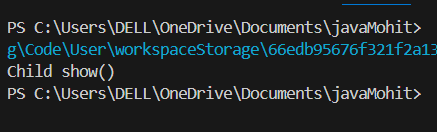 PS C:\Users\DELL\OneDrive\Documents\javaMohit>
g\Code\User\workspaceStorage\66edb95676f321f2a13
Child show()
PS C:\Users\DELL\OneDrive\Documents\javaMohit>